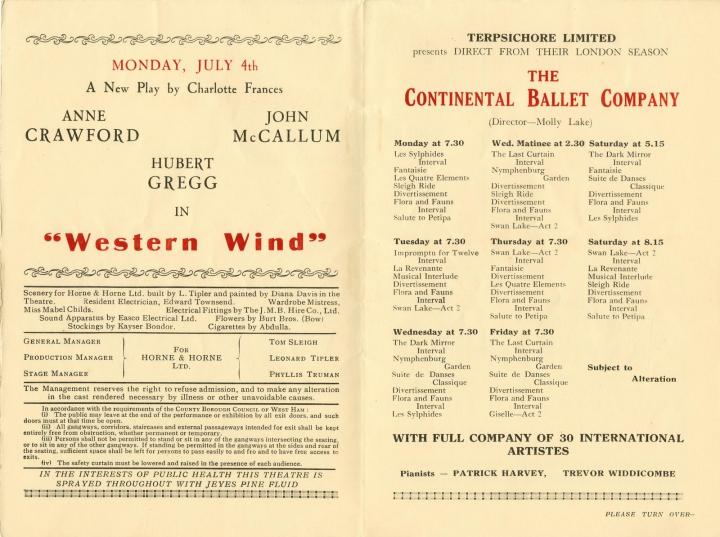 MONDAY, JULY 4th
A New Play by Charlotte Frances
ANNE
CRAWFORD
JOHN
McCALLUM
HUBERT
GREGG
IN
"Western Wind"
Scenery for Horne & Horne Ltd. built by L. Tipler and painted by Diana Davis in the
Theatre. Resident Electrician, Edward Townsend. Wardrobe Mistress,
Miss Mabel Childs. Electrical Fittings by The J.M.B. Hire Co., Ltd.
Sound Apparatus by Easco Electrical Ltd. Flowers by Burt Bros. (Bow)
Stockings by Kayser Bondor. Cigarettes by Abdulla.
GENERAL MANAGER
PRODUCTION MANAGER
STAGE MANAGER
FOR
HORNE & HORNE
LTD.
TOM SLEIGH
LEONARD TIPLER
PHYLLIS TRUMAN
The Management reserves the right to refuse admission, and to make any alteration
in the cast rendered necessary by illness or other unavoidable causes.
In accordance with the requirements of the COUNTY BOROUGH COUNCIL OF WEST HAM :
(i) The public may leave at the end of the performance or exhibition by all exit doors, and such
doors must at that time be open.
(ii) All gangways, corridors, staircases and external passageways intended for exit shall be kept
entirely free from obstruction, whether permanent or temporary.
(iii) Persons shall not be permitted to stand or sit in any of the gangways intersecting the seating,
or to sit in any of the other gangways. If standing be permitted in the gangways at the sides and rear of
the seating, sufficient space shall be left for persons to pass easily to and fro and to have free access to
exits.
(iv) The safety curtain must be lowered and raised in the presence of each audience.
IN THE INTERESTS OF PUBLIC HEALTH THIS THEATRE IS
SPRAYED THROUGHOUT WITH JEYES PINE FLUID
TERPSICHORE LIMITED
presents DIRECT FROM THEIR LONDON SEASON
THE
CONTINENTAL BALLET COMPANY
(Director—Molly Lake)
Monday at 7.30
Les Sylphides
Interval
Fantaisie
Les Quatre Elements
Sleigh Ride
Divertissement
Flora and Fauns
Interval
Salute to Petipa
Wed. Matinee at 2.30
The Last Curtain
Interval
Nymphenburg
Garden
Divertissement
Sleigh Ride
Divertissement
Flora and Fauns
Interval
Swan Lake—Act 2
Saturday at 5.15
The Dark Mirror
Interval
Fantaisie
Suite de Danses
Classique
Divertissement
Flora and Fauns
Interval
Les Sylphides
Tuesday at 7.30
Impromptu for Twelve
Interval
La Revenante
Musical Interlude
Divertissement
Flora and Fauns
Interval
Swan Lake—Act 2
Thursday at 7.30
Swan Lake—Act 2
Interval
Fantaisie
Divertissement
Les Quatre Elements
Divertissement
Flora and Fauns
Interval
Salute to Petipa
Saturday at 8.15
Swan Lake—Act 2
Interval
La Revenante
Musical Interlude
Sleigh Ride
Divertissement
Flora and Fauns
Interval
Salute to Petipa
Wednesday at 7.30
The Dark Mirror
Interval
Nymphenburg
Garden
Suite de Danses
Classique
Divertissement
Flora and Fauns
Interval
Les Sylphides
Friday at 7.30
The Last Curtain
Interval
Nymphenburg
Garden
Suite de Danses
Classique
Divertissement
Flora and Fauns
Interval
Giselle—Act 2
Subject to
Alteration
WITH FULL COMPANY OF 30 INTERNATIONAL
ARTISTES
Pianists — PATRICK HARVEY, TREVOR WIDDICOMBE
PLEASE TURN OVER–